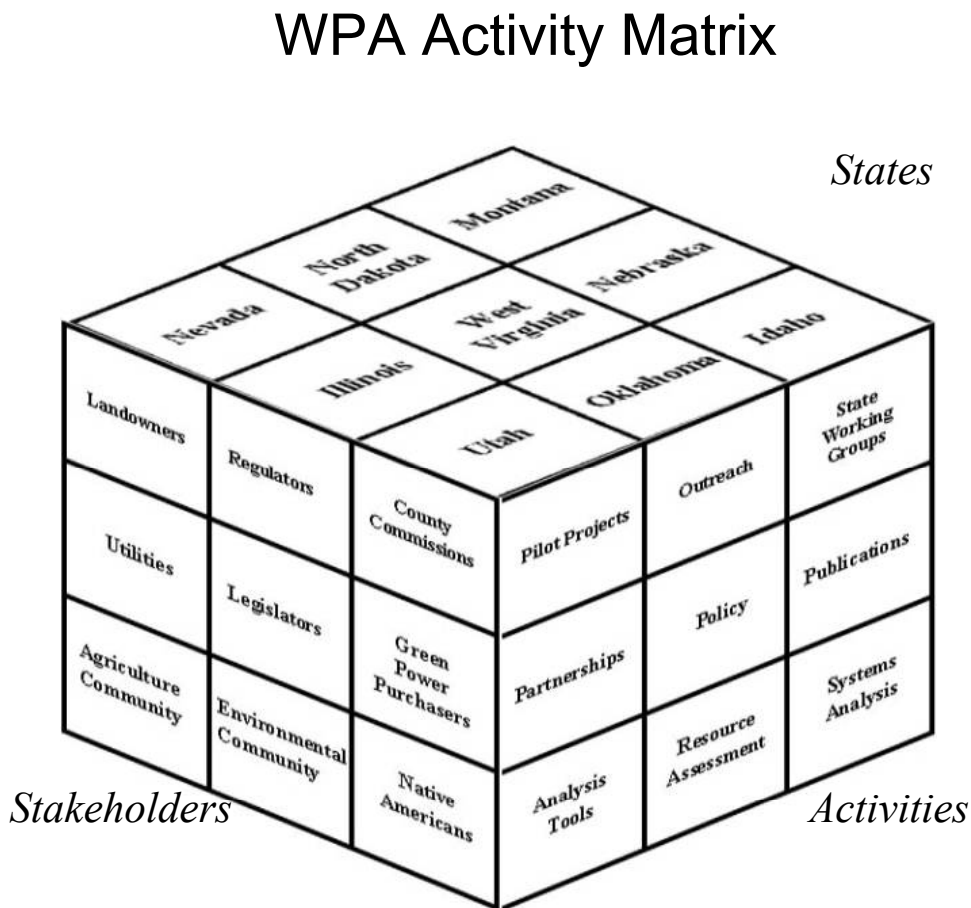 WPA Activity Matrix
States
Montana
North
Dakota
Nebraska
Nevada
West
Virginia
Idaho
Illinois
Oklahoma
Utah
Landowners
Regulators
County
Commissions
Utilities
Legislators
Green
Power
Purchasers
Agriculture
Community
Environmental
Community
Native
Americans
Pilot Projects
Outreach
State
Working
Groups
Partnerships
Policy
Publications
Analysis
Tools
Resource
Assessment
Systems
Analysis
Stakeholders
Activities